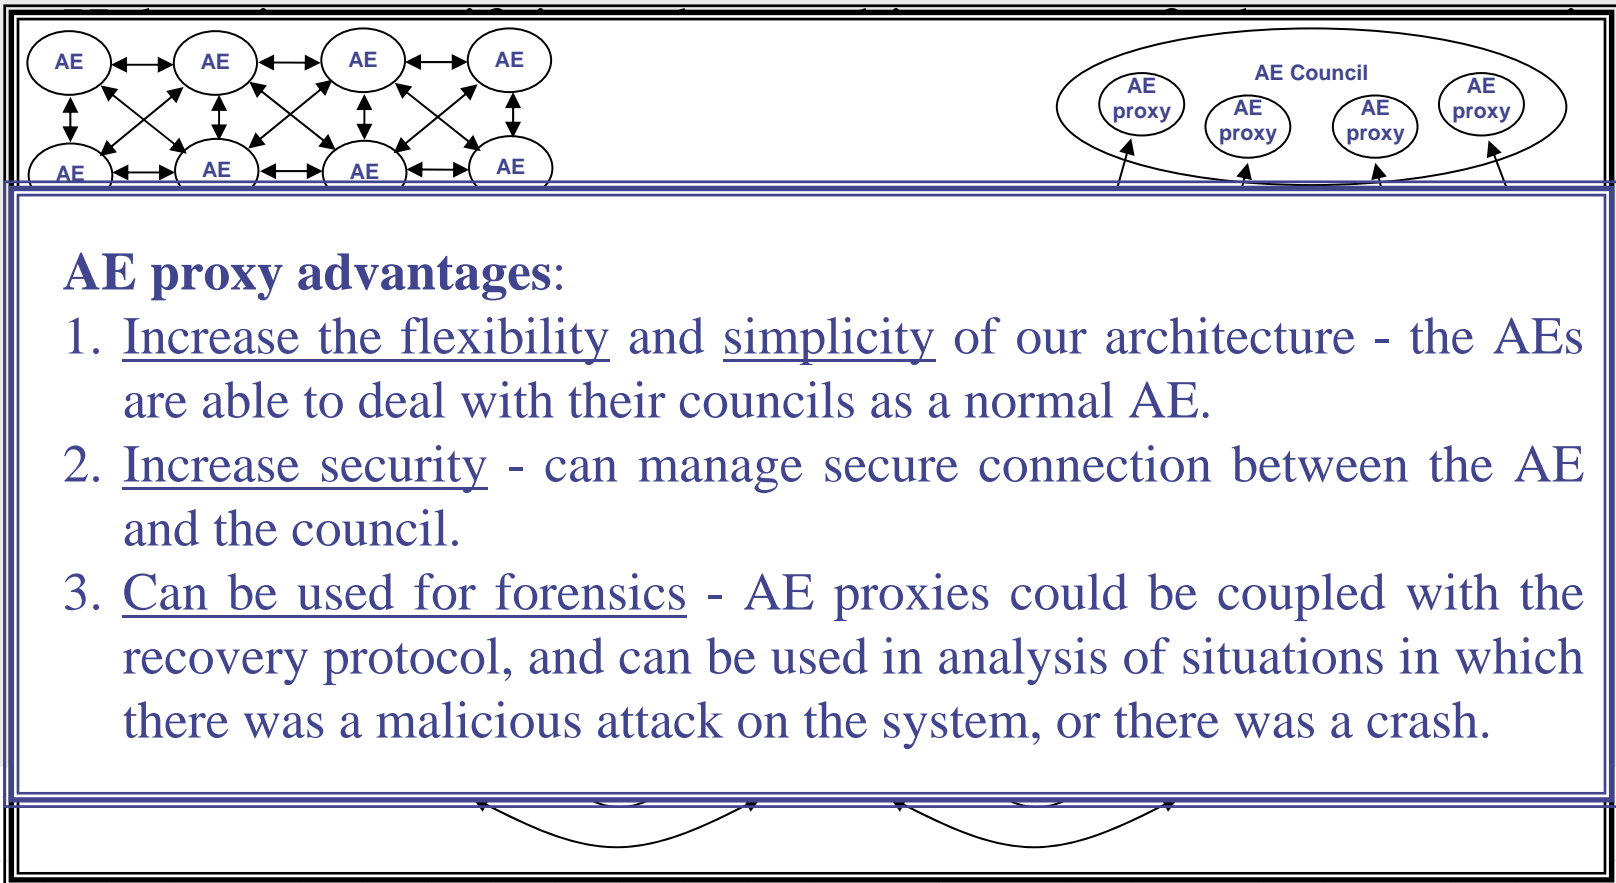 AE AE AE AE
AE AE AE AE
AE Council
AE proxy
AE proxy
AE proxy
AE proxy
AE proxy advantages:
1. Increase the flexibility and simplicity of our architecture - the AEs
are able to deal with their councils as a normal AE.
2. Increase security - can manage secure connection between the AE
and the council.
3. Can be used for forensics - AE proxies could be coupled with the
recovery protocol, and can be used in analysis of situations in which
there was a malicious attack on the system, or there was a crash.